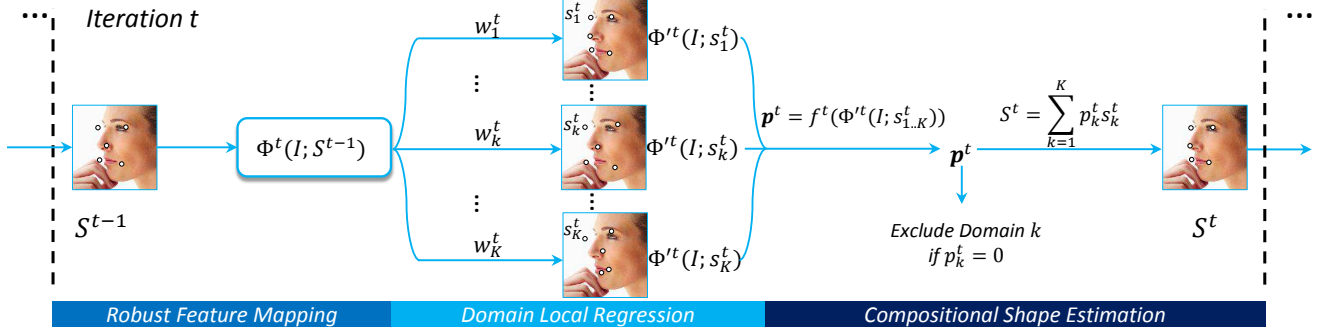 ... Iteration t ...
S^{t−1}
Φ^t(I; S^{t−1})
w_1^t
⋮
w_k^t
⋮
w_K^t
s_1^t
Φ′^t(I; s_1^t)
⋮
s_k^t
Φ′^t(I; s_k^t)
⋮
s_K^t
Φ′^t(I; s_K^t)
p^t = f^t(Φ′^t(I; s_{1..K}^t))
p^t
Exclude Domain k
if p_k^t = 0
S^t = ∑_{k=1}^{K} p_k^t s_k^t
S^t
Robust Feature Mapping
Domain Local Regression
Compositional Shape Estimation